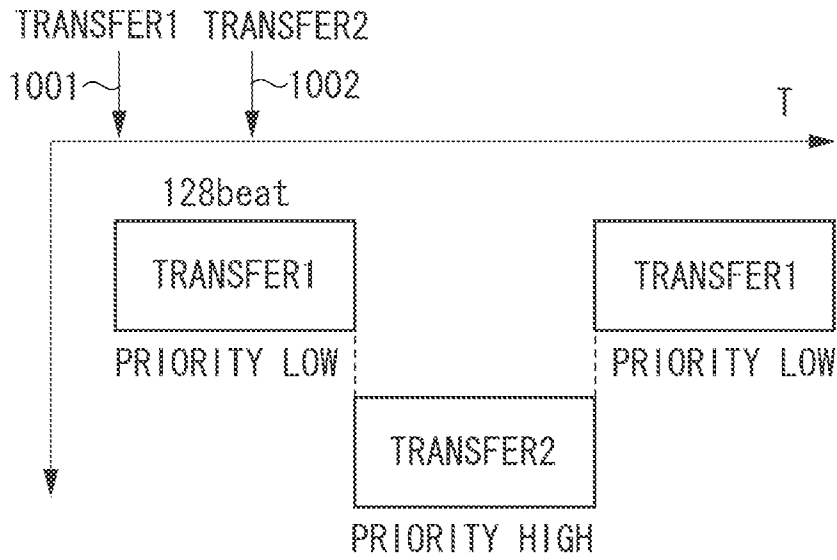 TRANSFER1 TRANSFER2
1001 1002
T
128beat
TRANSFER1 TRANSFER1
PRIORITY LOW PRIORITY LOW
TRANSFER2
PRIORITY HIGH